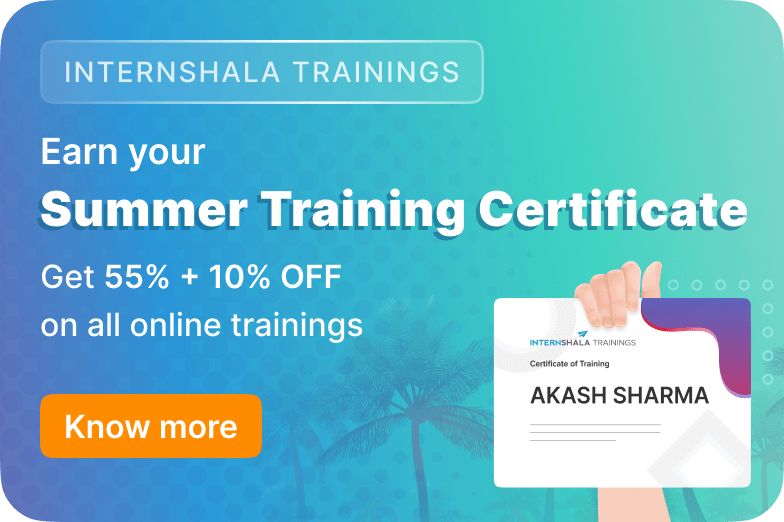 INTERNSHALA TRAININGS
Earn your
Summer Training Certificate
Get 55% + 10% OFF
on all online trainings
Know more
INTERNSHALA TRAININGS
Certificate of Training
AKASH SHARMA